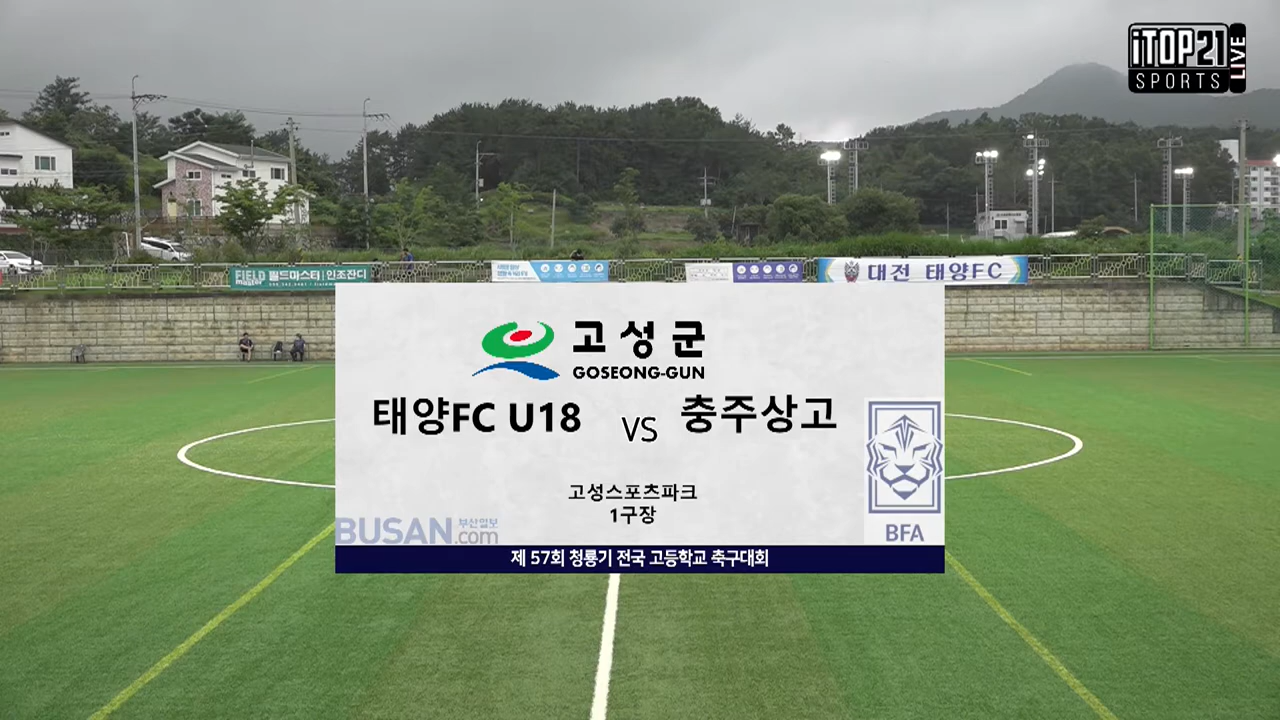 iTOP21
SPORTS
LIVE
FIELD master 필드마스터 인조잔디
대전 태양FC
고성군
GOSEONG-GUN
태양FC U18 VS 충주상고
고성스포츠파크
1구장
BUSAN.com 부산일보
BFA
제 57회 청룡기 전국 고등학교 축구대회